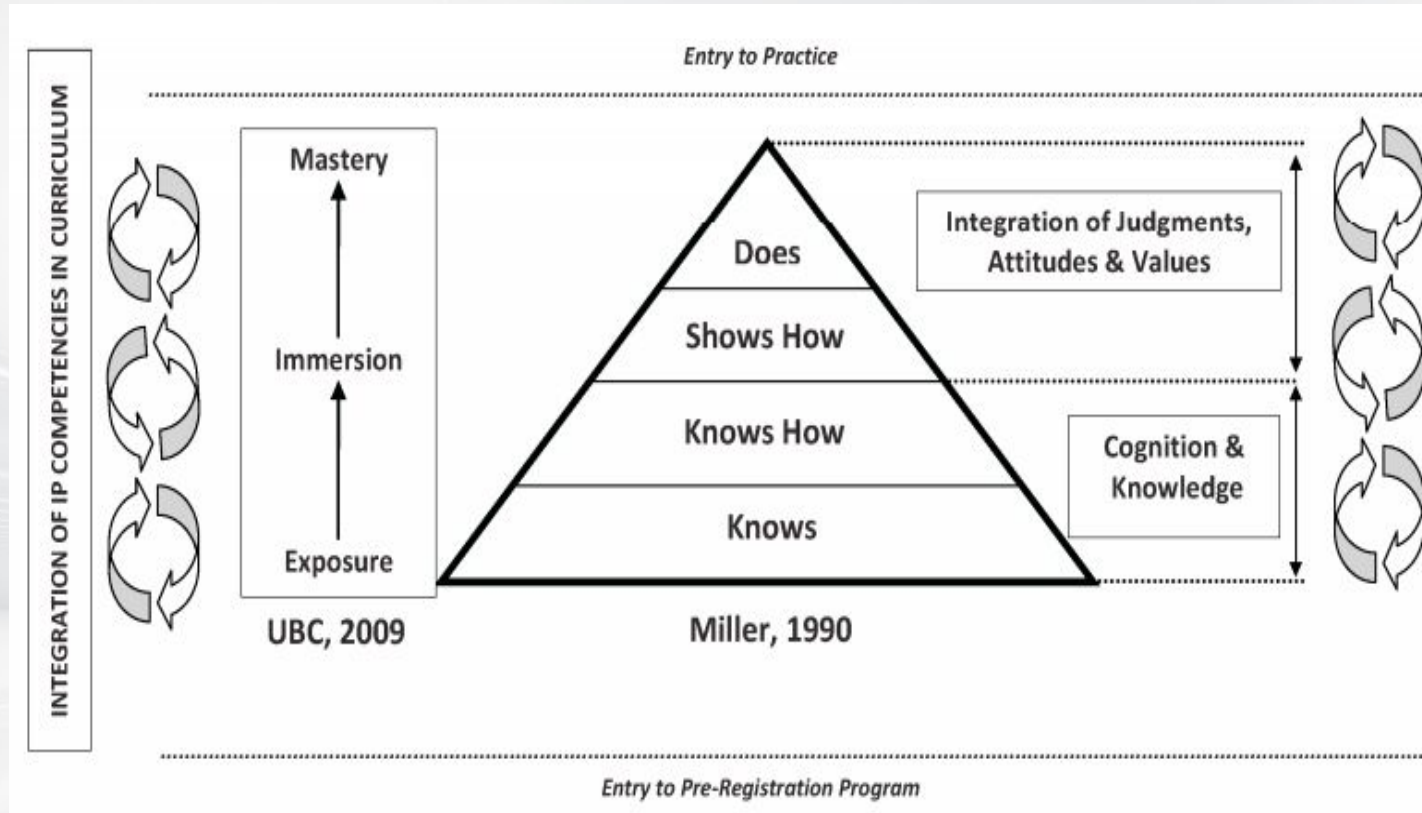 Entry to Practice
INTEGRATION OF IP COMPETENCIES IN CURRICULUM
Mastery
Immersion
Exposure
UBC, 2009
Does
Shows How
Knows How
Knows
Miller, 1990
Integration of Judgments,
Attitudes & Values
Cognition &
Knowledge
Entry to Pre-Registration Program